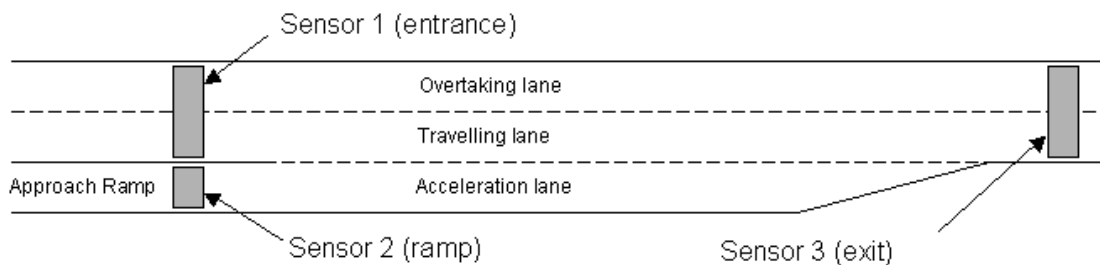 Sensor 1 (entrance)
Overtaking lane
Travelling lane
Approach Ramp
Acceleration lane
Sensor 2 (ramp)
Sensor 3 (exit)